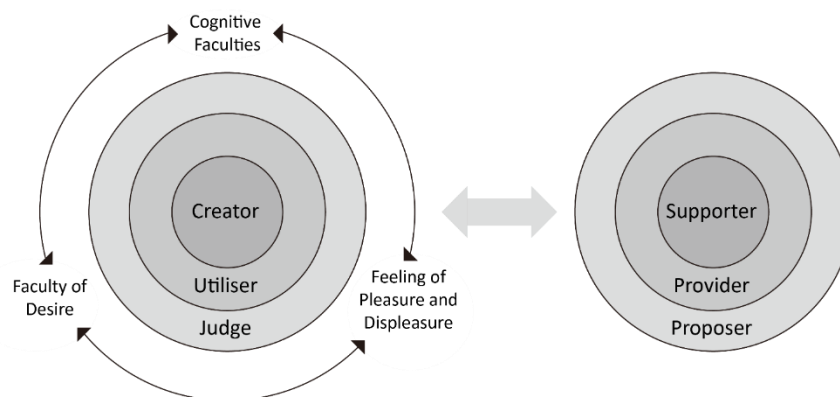 Cognitive
Faculties
Creator
Utiliser
Judge
Faculty of
Desire
Feeling of
Pleasure and
Displeasure
Supporter
Provider
Proposer